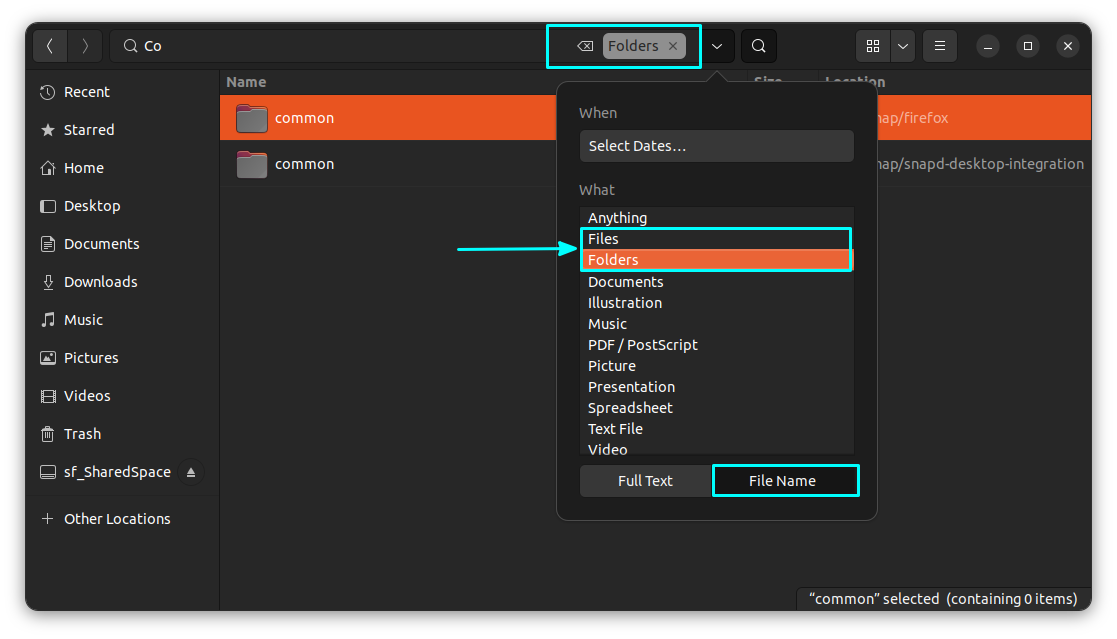 Co
Folders
Name
Size
Location
Recent
Starred
Home
Desktop
Documents
Downloads
Music
Pictures
Videos
Trash
sf_SharedSpace
Other Locations
common
nap/firefox
common
nap/snapd-desktop-integration
When
Select Dates...
What
Anything
Files
Folders
Documents
Illustration
Music
PDF / PostScript
Picture
Presentation
Spreadsheet
Text File
Video
Full Text
File Name
“common” selected (containing 0 items)